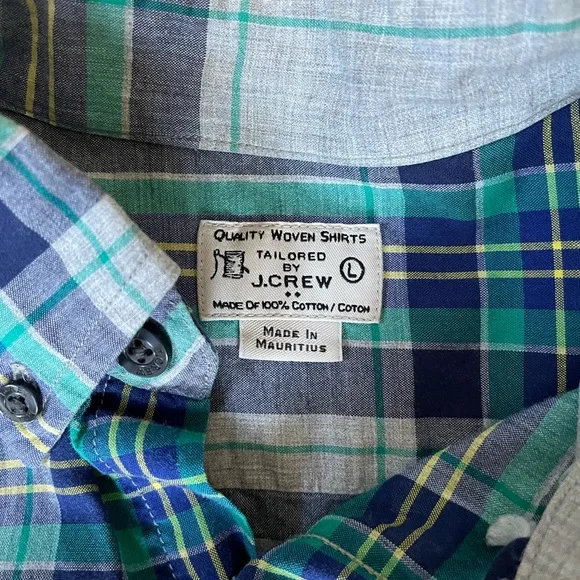 QUALITY WOVEN SHIRTS
TAILORED
BY
J.CREW
L
MADE OF 100% COTTON / COTON
MADE IN
MAURITIUS